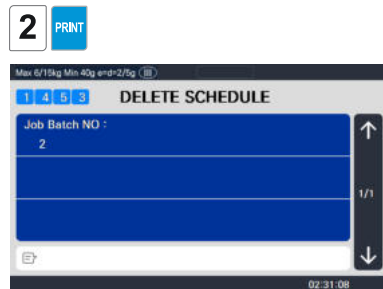 2 PRINT
Max 6/15kg Min 40g e=d=2/5g (III)
1 4 5 3 DELETE SCHEDULE
Job Batch NO :
2
1/1
02:31:08